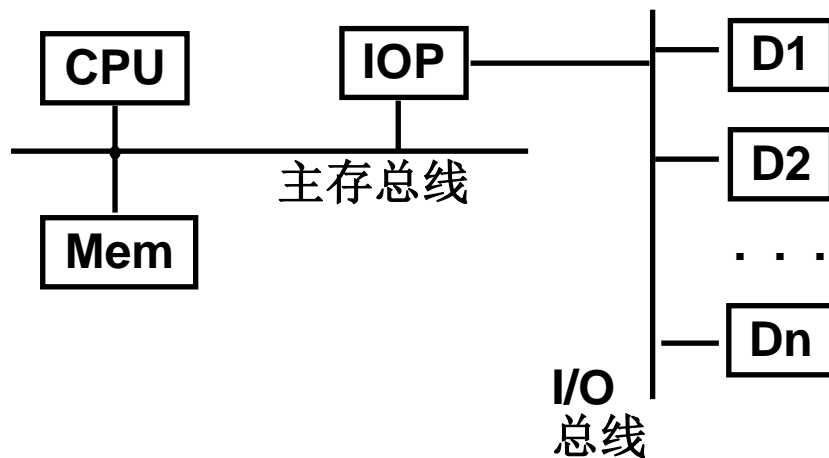 CPU
IOP
D1
主存总线
D2
Mem
. . .
Dn
I/O
总线